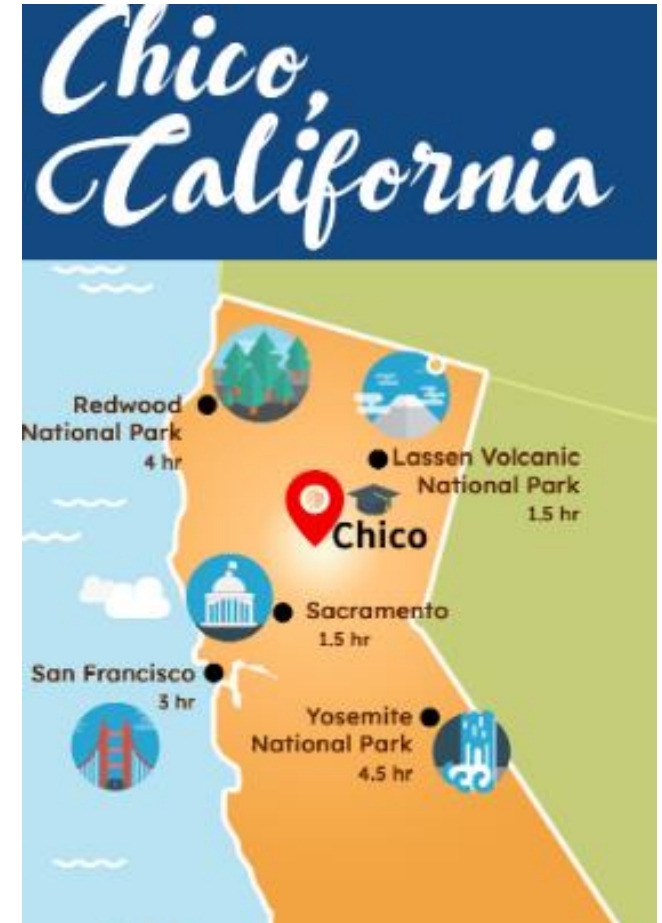 Chico,
California
Redwood
National Park
4 hr
Lassen Volcanic
National Park
1.5 hr
Chico
Sacramento
1.5 hr
San Francisco
3 hr
Yosemite
National Park
4.5 hr